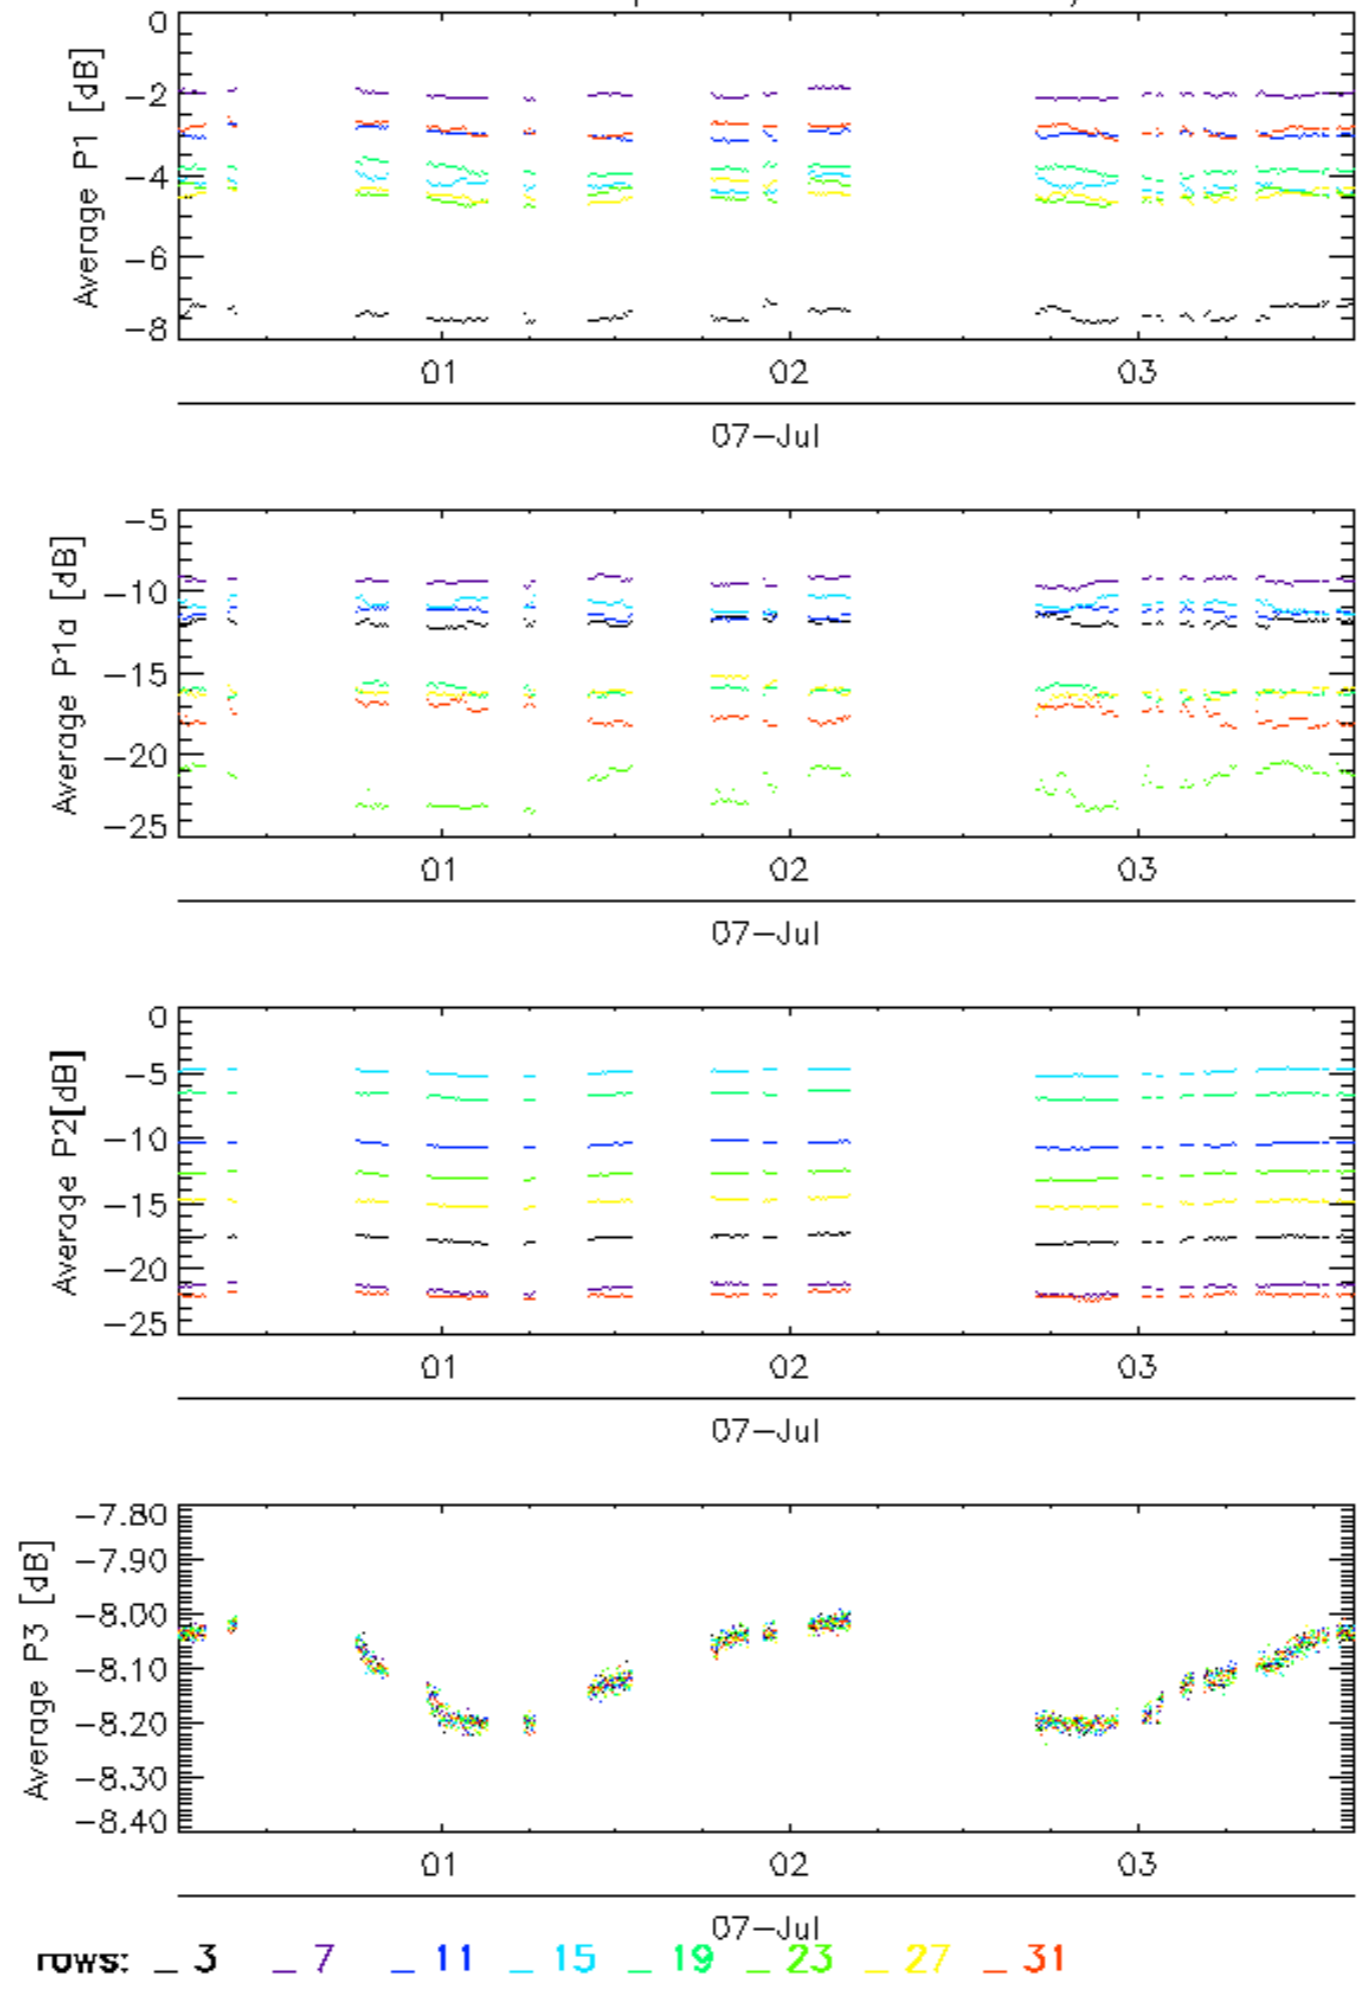 Average P1 [dB]
0
−2
−4
−6
−8
01 02 03
07−Jul
Average P1a [dB]
−5
−10
−15
−20
−25
01 02 03
07−Jul
Average P2[dB]
0
−5
−10
−15
−20
−25
01 02 03
07−Jul
Average P3 [dB]
−7.80
−7.90
−8.00
−8.10
−8.20
−8.30
−8.40
01 02 03
07−Jul
rows: _ 3 _ 7 _ 11 _ 15 _ 19 _ 23 _ 27 _ 31